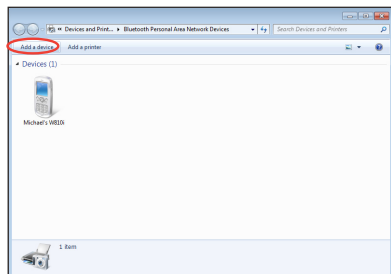 « Devices and Print... ▸ Bluetooth Personal Area Network Devices
Search Devices and Printers
Add a device Add a printer
Devices (1)
Michael's W810i
1 item